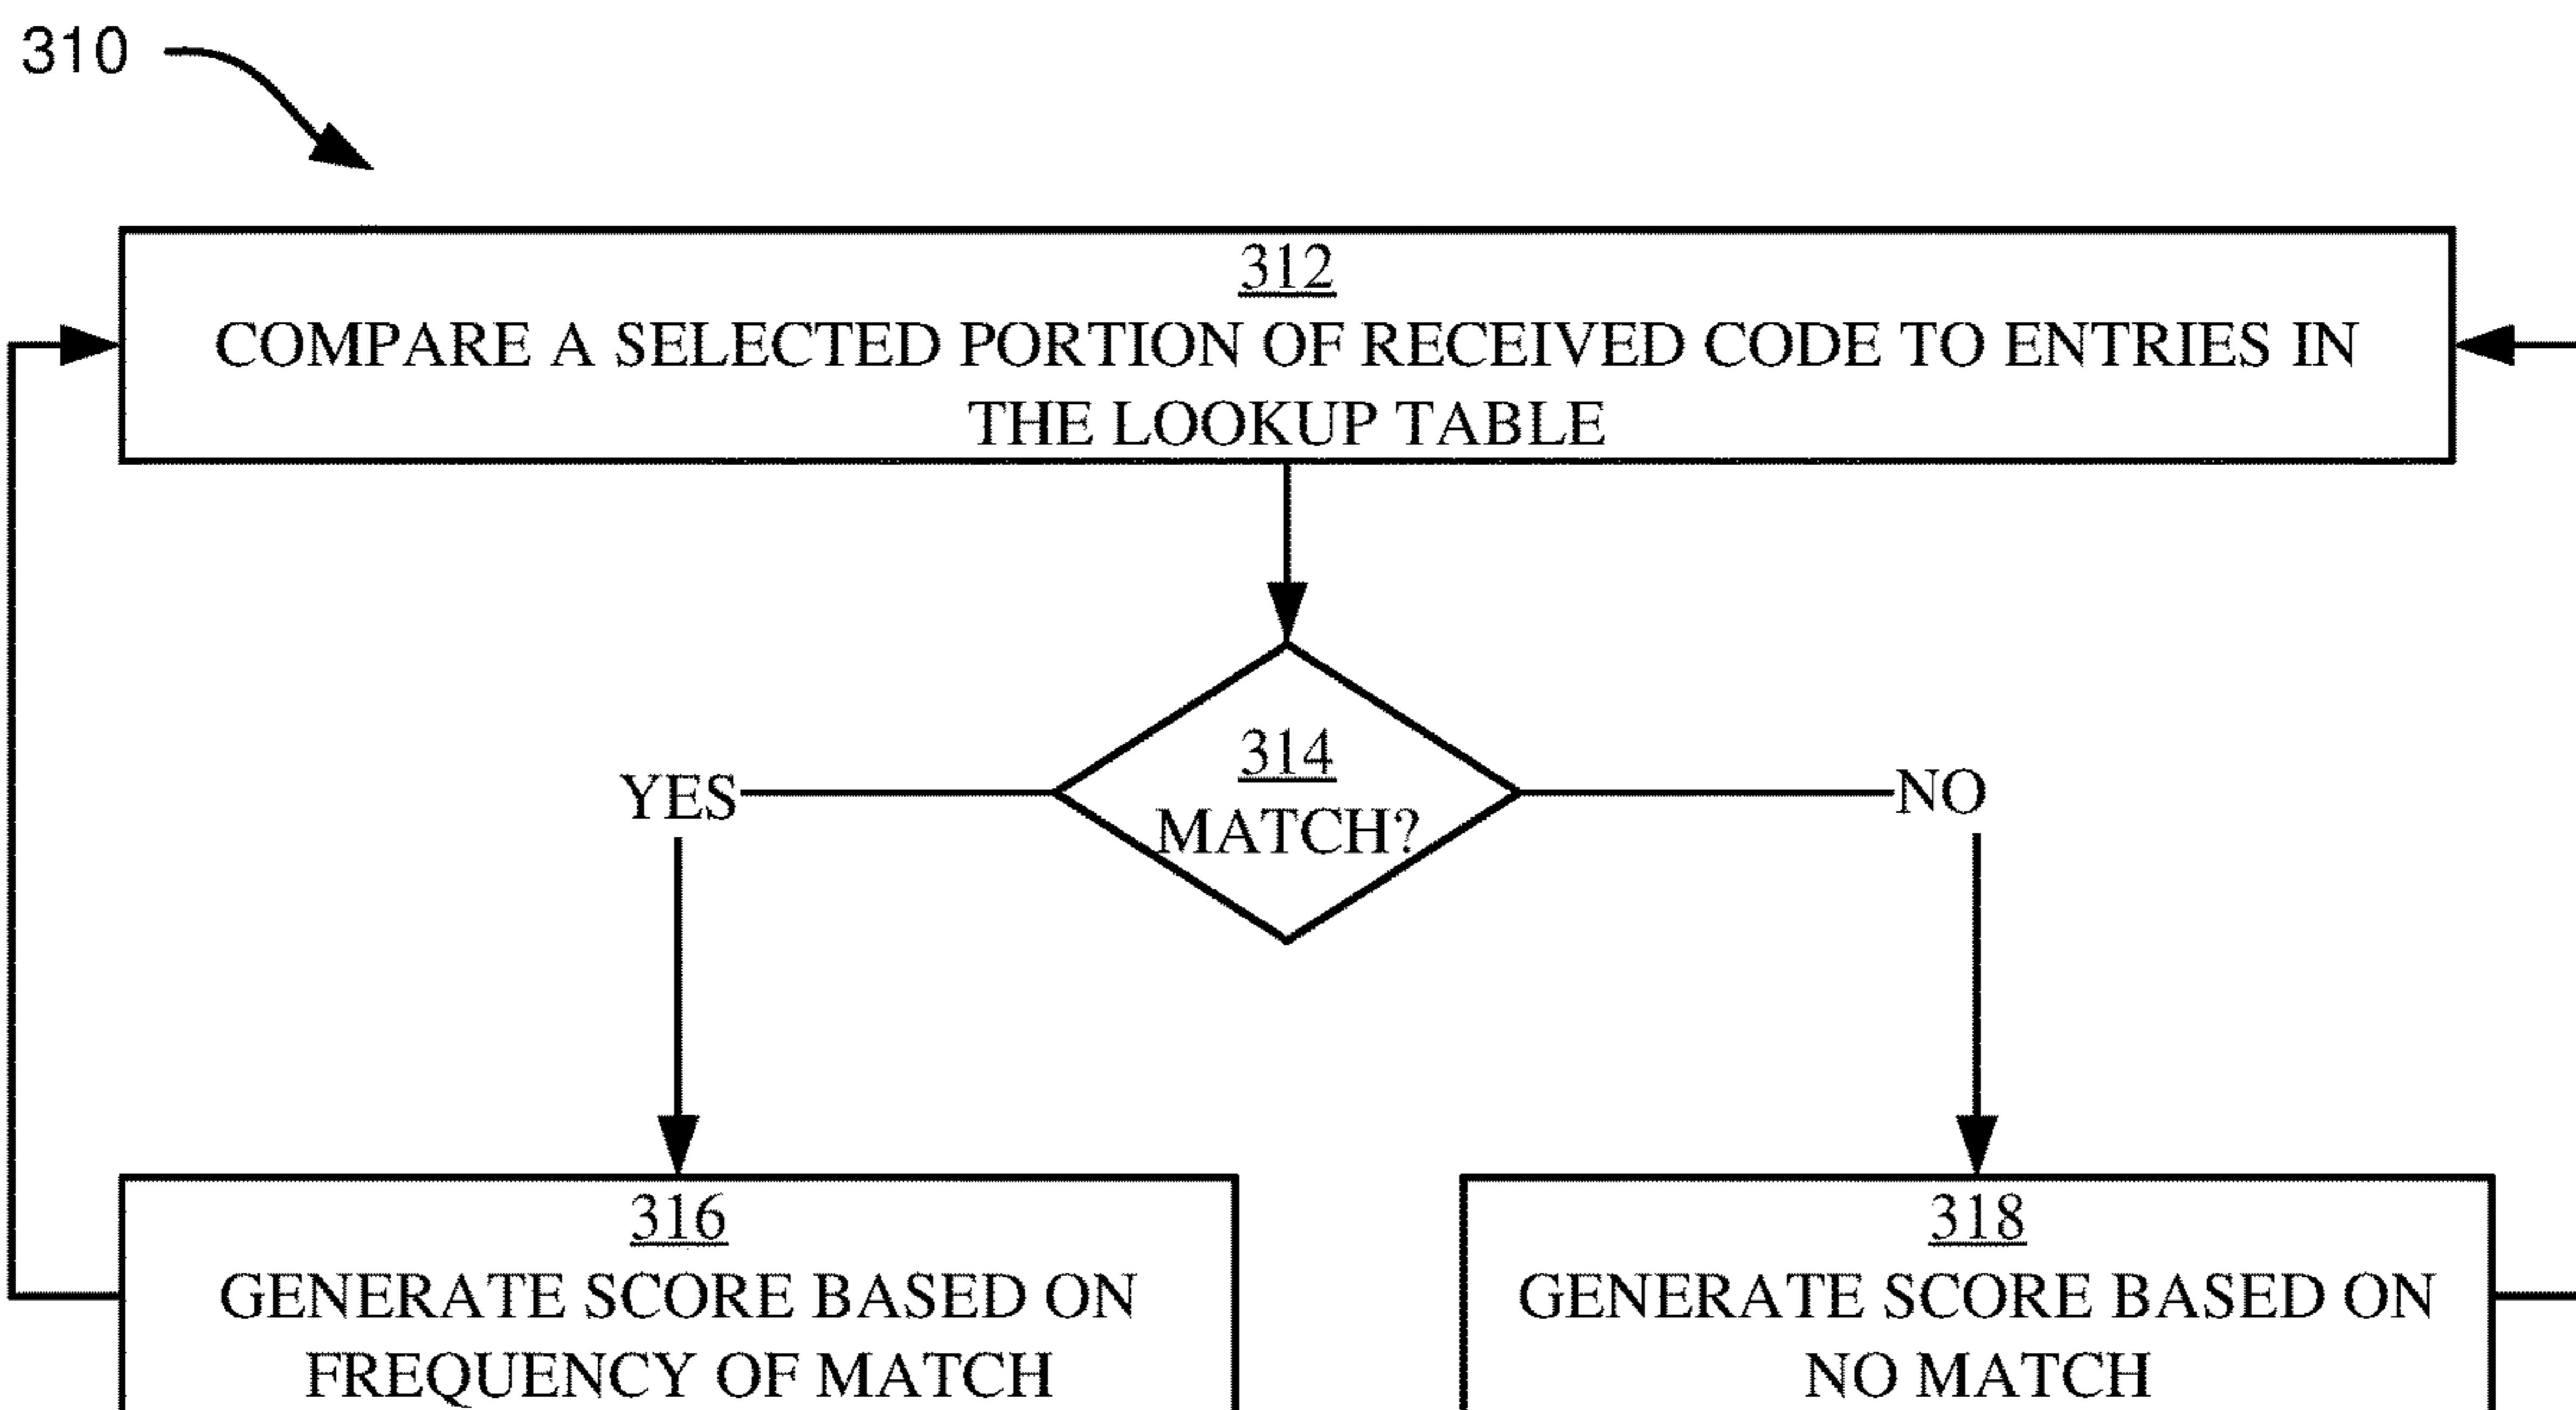 310
312
COMPARE A SELECTED PORTION OF RECEIVED CODE TO ENTRIES IN
THE LOOKUP TABLE
314
MATCH?
YES
NO
316
GENERATE SCORE BASED ON
FREQUENCY OF MATCH
318
GENERATE SCORE BASED ON
NO MATCH